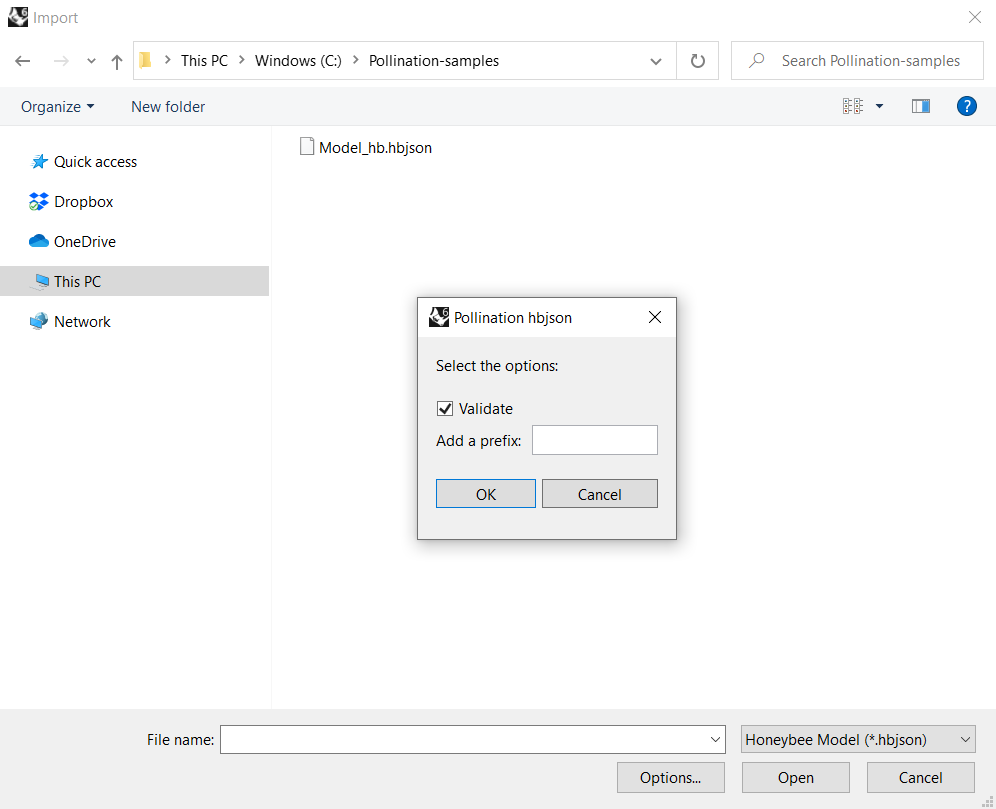 Import
This PC > Windows (C:) > Pollination-samples
Search Pollination-samples
Organize
New folder
?
Quick access
Dropbox
OneDrive
This PC
Network
Model_hb.hbjson
Pollination hbjson
Select the options:
Validate
Add a prefix:
OK Cancel
File name:
Honeybee Model (*.hbjson)
Options... Open Cancel